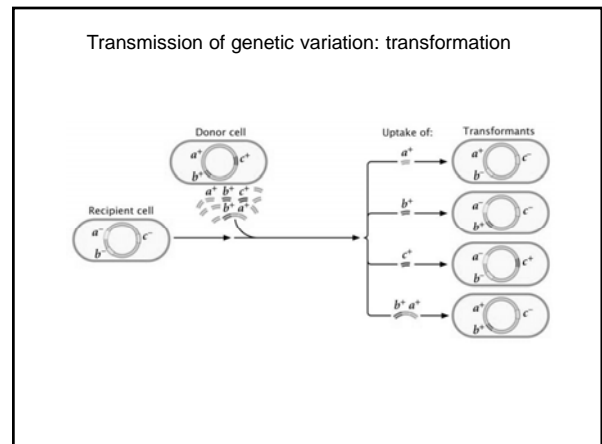 Transmission of genetic variation: transformation
Donor cell
a⁺ c⁺
b⁺
a⁺ b⁺ c⁺
b⁺ a⁺
Recipient cell
a⁻ c⁻
b⁻
Uptake of: Transformants
a⁺ a⁺ c⁻
b⁻
b⁺ a⁻ c⁻
b⁺
c⁺ a⁻ c⁺
b⁻
b⁺ a⁺ a⁺ c⁻
b⁺